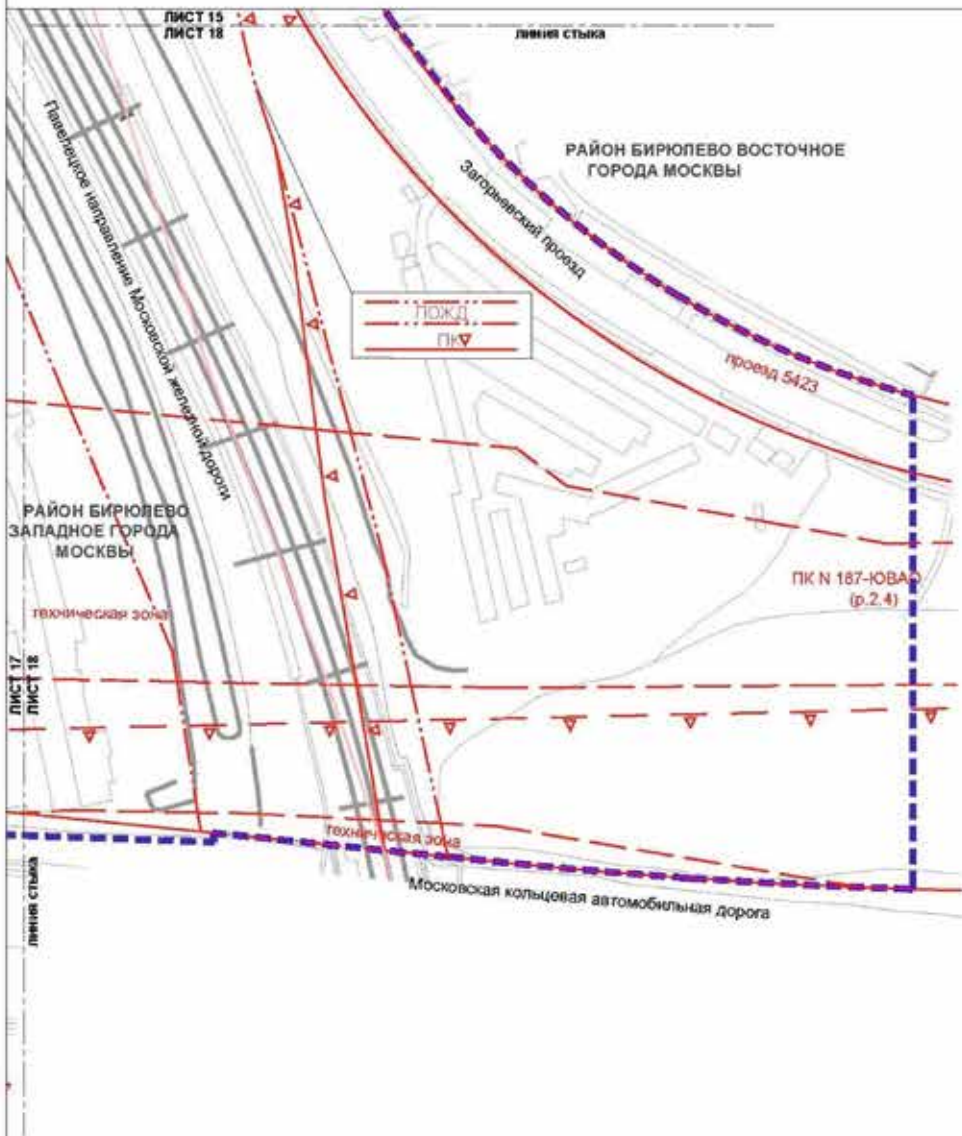 ЛИСТ 15
ЛИСТ 18
линия стыка
РАЙОН БИРЮЛЕВО ВОСТОЧНОЕ
ГОРОДА МОСКВЫ
Павелецкое направление Московской железной дороги
Загорьевский проезд
ПОЖД
ПК
проезд 5423
РАЙОН БИРЮЛЕВО
ЗАПАДНОЕ ГОРОДА
МОСКВЫ
ПК N 187-ЮВАО
(р.2.4)
техническая зона
ЛИСТ 17
ЛИСТ 18
техническая зона
Московская кольцевая автомобильная дорога
линия стыка